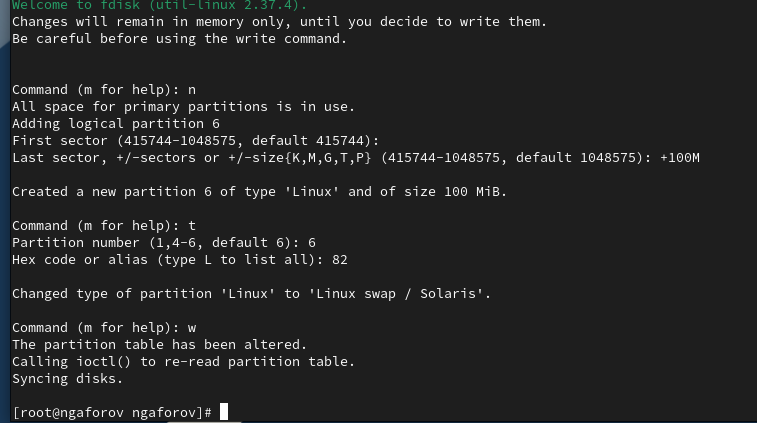 Welcome to fdisk (util-linux 2.37.4).
Changes will remain in memory only, until you decide to write them.
Be careful before using the write command.
Command (m for help): n
All space for primary partitions is in use.
Adding logical partition 6
First sector (415744-1048575, default 415744):
Last sector, +/-sectors or +/-size{K,M,G,T,P} (415744-1048575, default 1048575): +100M
Created a new partition 6 of type 'Linux' and of size 100 MiB.
Command (m for help): t
Partition number (1,4-6, default 6): 6
Hex code or alias (type L to list all): 82
Changed type of partition 'Linux' to 'Linux swap / Solaris'.
Command (m for help): w
The partition table has been altered.
Calling ioctl() to re-read partition table.
Syncing disks.
[root@ngaforov ngaforov]#